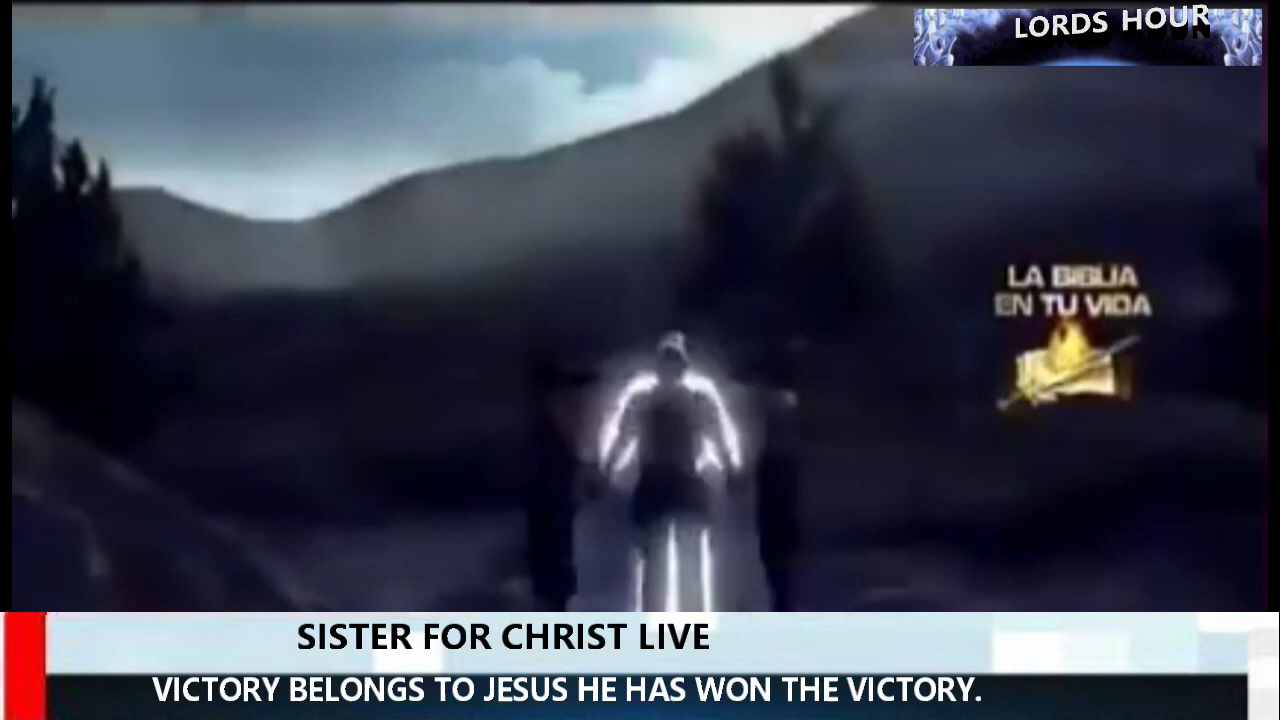 LORDS HOUR
LA BIBLIA
EN TU VIDA
SISTER FOR CHRIST LIVE
VICTORY BELONGS TO JESUS HE HAS WON THE VICTORY.